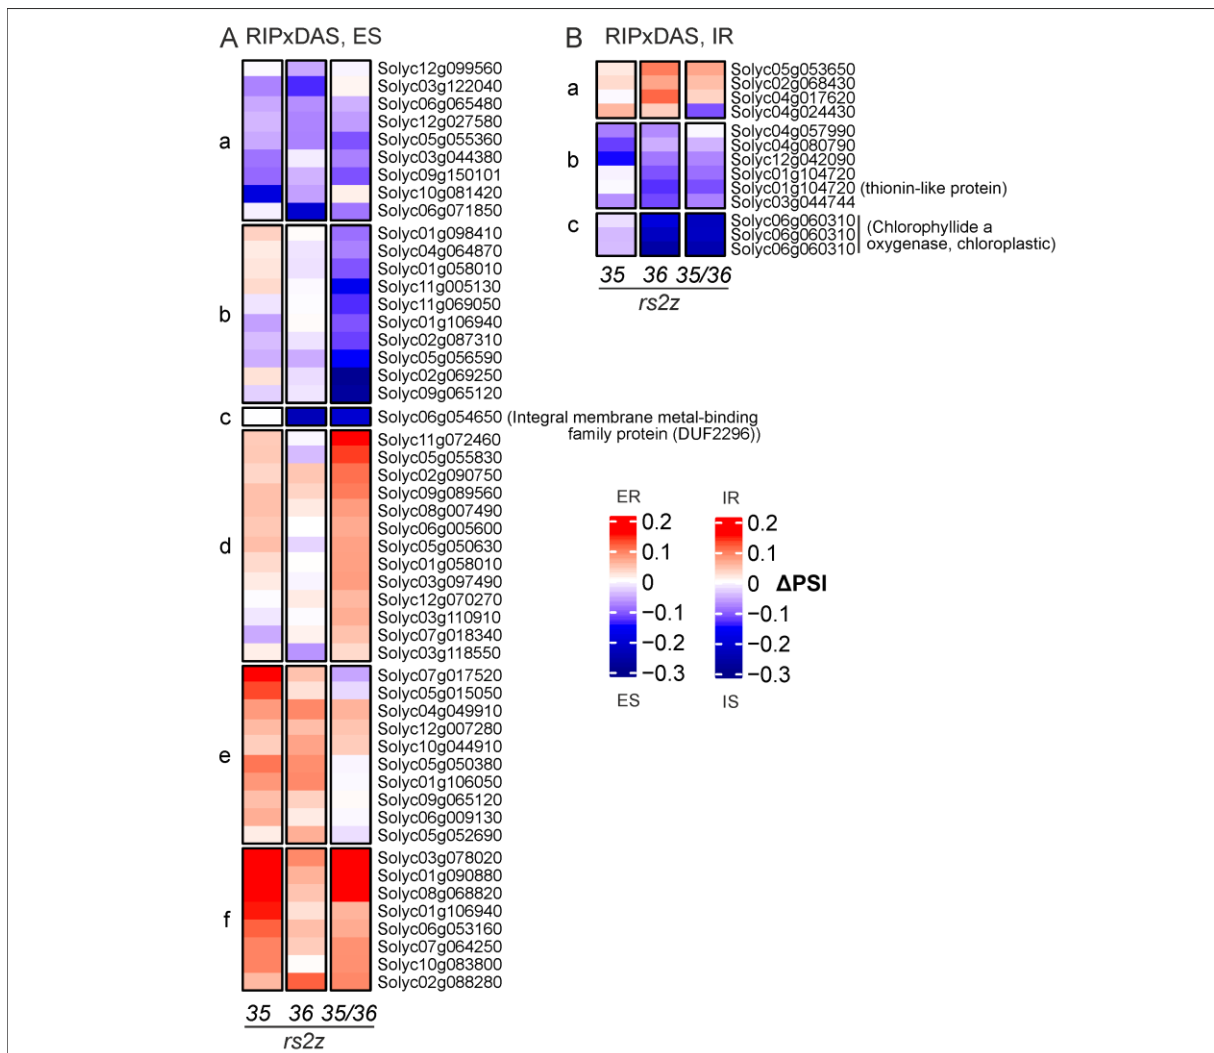 A RIPxDAS, ES
a
Solyc12g099560
Solyc03g122040
Solyc06g065480
Solyc12g027580
Solyc05g055360
Solyc03g044380
Solyc09g150101
Solyc10g081420
Solyc06g071850
b
Solyc01g098410
Solyc04g064870
Solyc01g058010
Solyc11g005130
Solyc11g069050
Solyc01g106940
Solyc02g087310
Solyc05g056590
Solyc02g069250
Solyc09g065120
c
Solyc06g054650 (Integral membrane metal-binding
family protein (DUF2296))
d
Solyc11g072460
Solyc05g055830
Solyc02g090750
Solyc09g089560
Solyc08g007490
Solyc06g005600
Solyc05g050630
Solyc01g058010
Solyc03g097490
Solyc12g070270
Solyc03g110910
Solyc07g018340
Solyc03g118550
e
Solyc07g017520
Solyc05g015050
Solyc04g049910
Solyc12g007280
Solyc10g044910
Solyc05g050380
Solyc01g106050
Solyc09g065120
Solyc06g009130
Solyc05g052690
f
Solyc03g078020
Solyc01g090880
Solyc08g068820
Solyc01g106940
Solyc06g053160
Solyc07g064250
Solyc10g083800
Solyc02g088280
35 36 35/36
rs2z
B RIPxDAS, IR
a
Solyc05g053650
Solyc02g068430
Solyc04g017620
Solyc04g024430
b
Solyc04g057990
Solyc04g080790
Solyc12g042090
Solyc01g104720
Solyc01g104720 (thionin-like protein)
Solyc03g044744
c
Solyc06g060310
Solyc06g060310
Solyc06g060310
(Chlorophyllide a
oxygenase, chloroplastic)
35 36 35/36
rs2z
ER
0.2
0.1
0
−0.1
−0.2
−0.3
ES
IR
0.2
0.1
0 ΔPSI
−0.1
−0.2
−0.3
IS